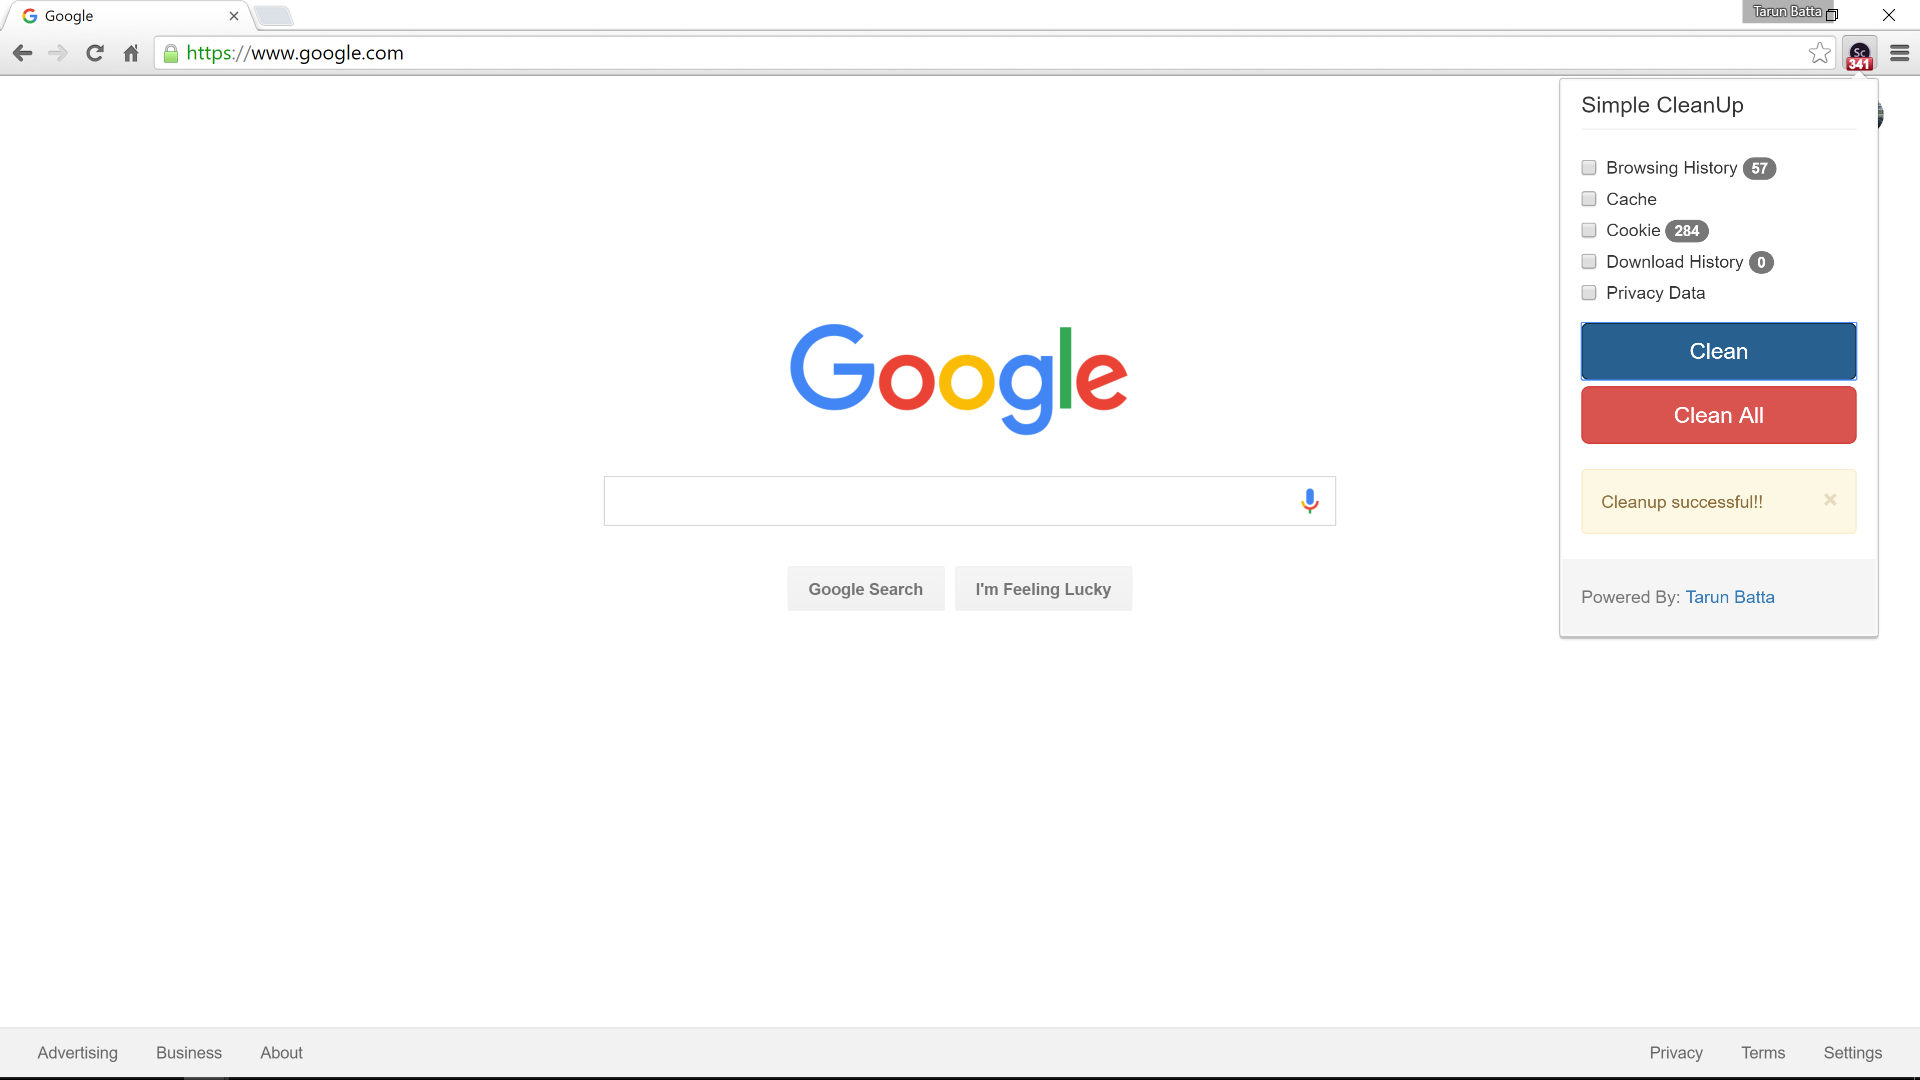 Google
Tarun Batta
https://www.google.com
Sc
341
Simple CleanUp
Browsing History 57
Cache
Cookie 284
Download History 0
Privacy Data
Clean
Clean All
Cleanup successful!! ×
Powered By: Tarun Batta
Google
Google Search I'm Feeling Lucky
Advertising Business About Privacy Terms Settings